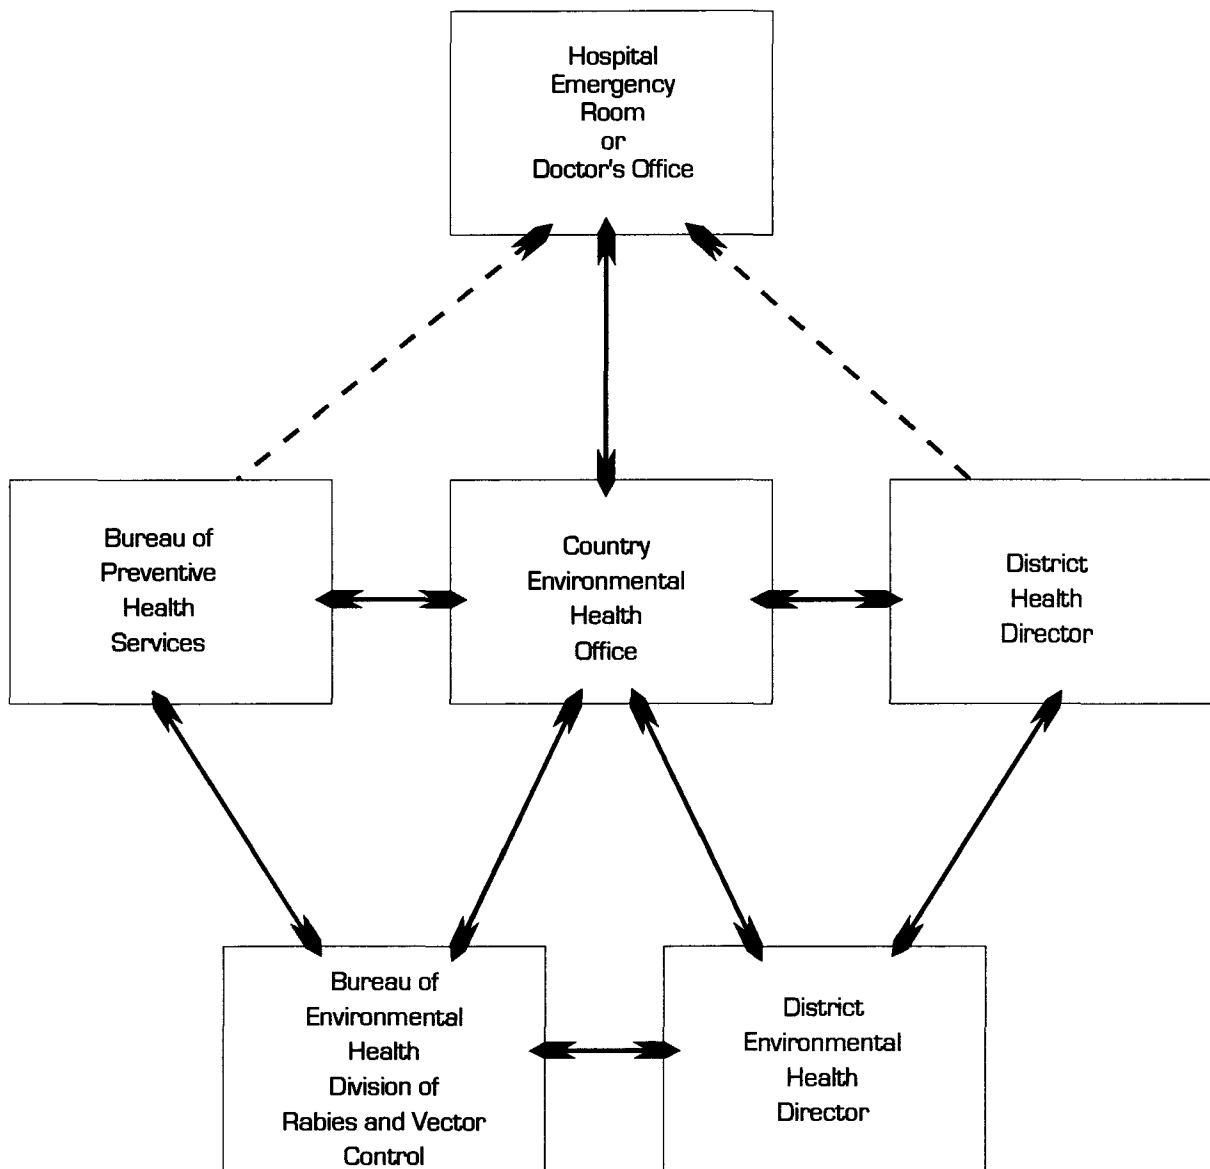 Hospital
Emergency
Room
or
Doctor's Office
Bureau of
Preventive
Health
Services
Country
Environmental
Health
Office
District
Health
Director
Bureau of
Environmental
Health
Division of
Rabies and Vector
Control
District
Environmental
Health
Director